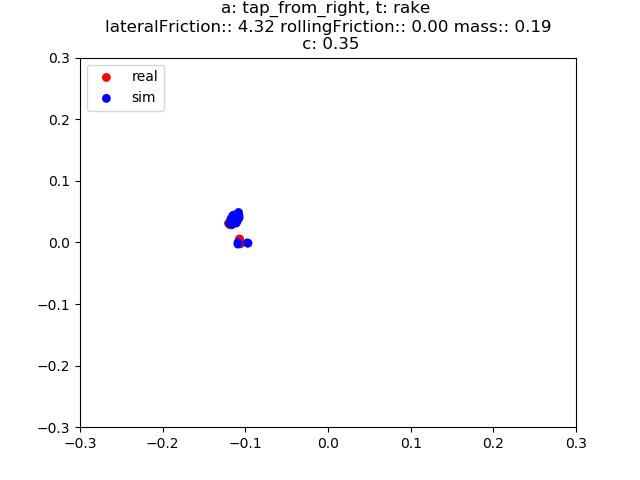 a: tap_from_right, t: rake
lateralFriction:: 4.32 rollingFriction:: 0.00 mass:: 0.19
c: 0.35
real
sim
0.3
0.2
0.1
0.0
−0.1
−0.2
−0.3
−0.3 −0.2 −0.1 0.0 0.1 0.2 0.3